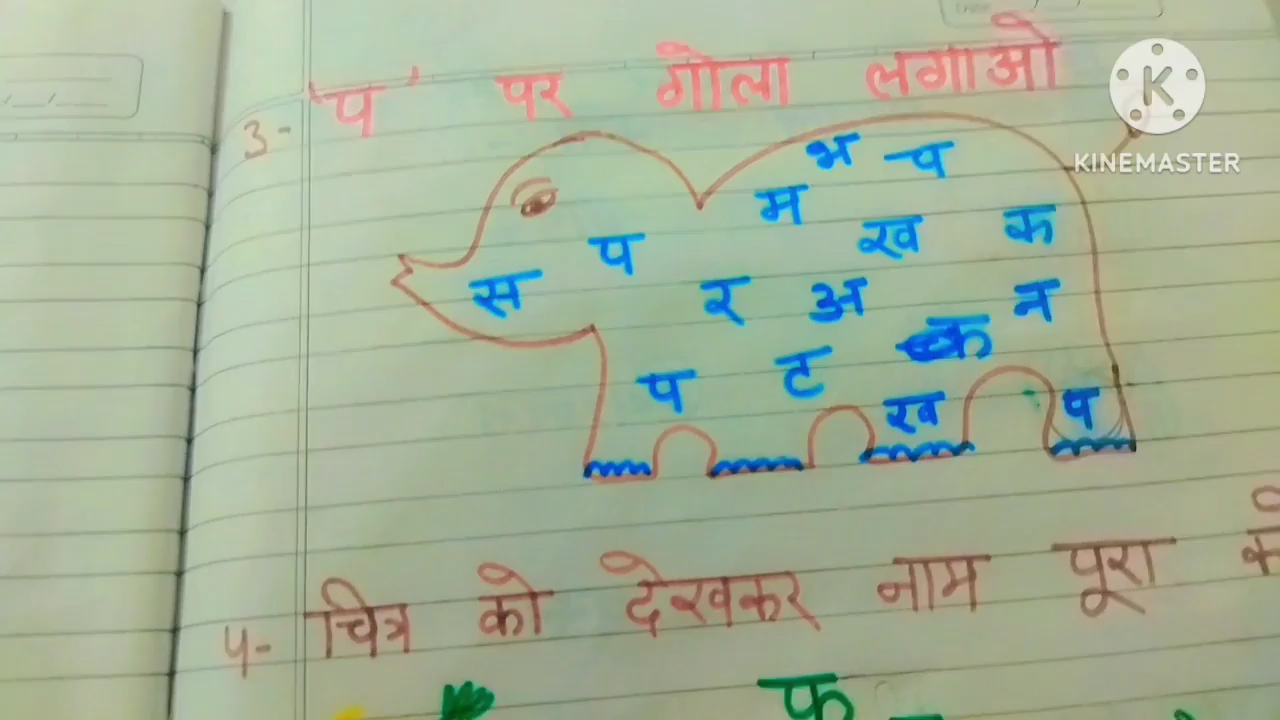 3- 'प' पर गोला लगाओ
KINEMASTER
भ च
म
ख क
प
स र अ न
क
प ट
ख प
4- चित्र को देखकर नाम पूरा
फ